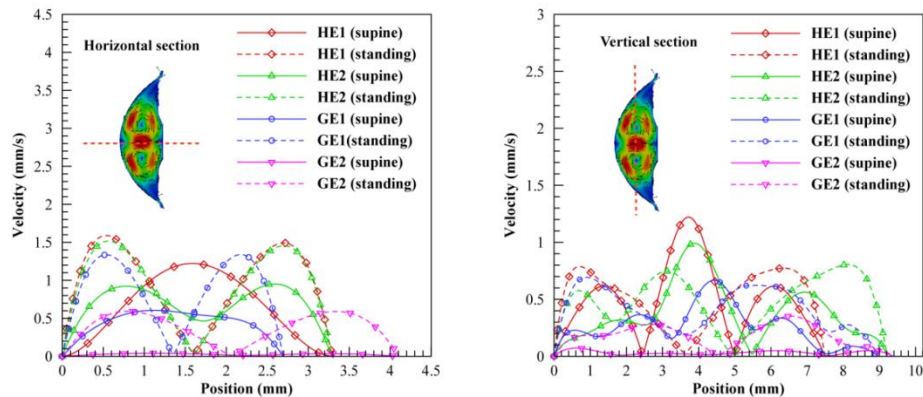 4.5
4
3.5
3
2.5
2
1.5
1
0.5
0
Velocity (mm/s)
Horizontal section
HE1 (supine)
HE1 (standing)
HE2 (supine)
HE2 (standing)
GE1 (supine)
GE1(standing)
GE2 (supine)
GE2 (standing)
0 0.5 1 1.5 2 2.5 3 3.5 4 4.5
Position (mm)
3
2.5
2
1.5
1
0.5
0
Velocity (mm/s)
Vertical section
HE1 (supine)
HE1 (standing)
HE2 (supine)
HE2 (standing)
GE1 (supine)
GE1 (standing)
GE2 (supine)
GE2 (standing)
0 1 2 3 4 5 6 7 8 9 10
Position (mm)